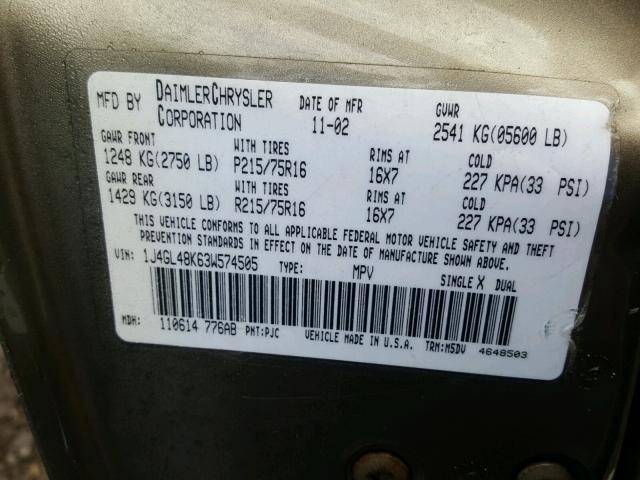 MFD BY DAIMLERCHRYSLER CORPORATION DATE OF MFR 11-02 GVWR 2541 KG(05600 LB)
GAWR FRONT WITH TIRES RIMS AT COLD
1248 KG(2750 LB) P215/75R16 16X7 227 KPA(33 PSI)
GAWR REAR WITH TIRES RIMS AT COLD
1429 KG(3150 LB) R215/75R16 16X7 227 KPA(33 PSI)
THIS VEHICLE CONFORMS TO ALL APPLICABLE FEDERAL MOTOR VEHICLE SAFETY AND THEFT
PREVENTION STANDARDS IN EFFECT ON THE DATE OF MANUFACTURE SHOWN ABOVE.
VIN: 1J4GL48K63W574505 TYPE: MPV SINGLE X DUAL
MDH: 110614 776AB PNT:PJC VEHICLE MADE IN U.S.A. TRM:M5DV 4648503